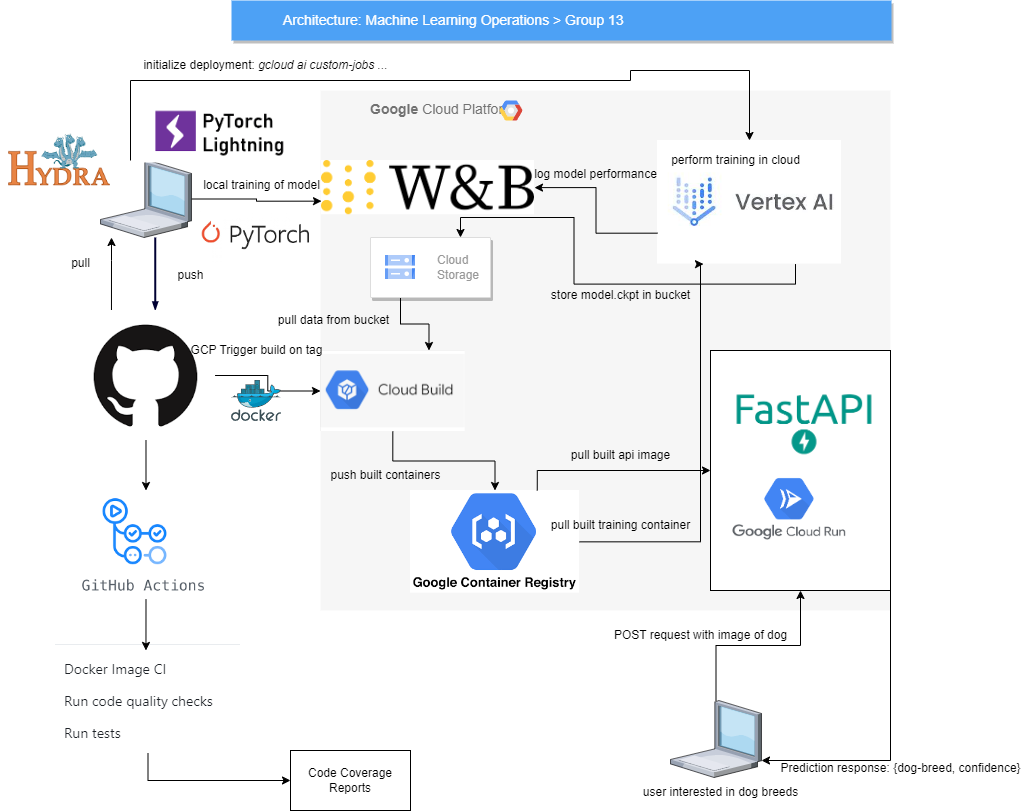 Architecture: Machine Learning Operations > Group 13
initialize deployment: gcloud ai custom-jobs ...
Google Cloud Platfor
PyTorch
Lightning
HYDRA
perform training in cloud
Vertex AI
local training of model
W&B
log model performance
PyTorch
pull
push
Cloud
Storage
store model.ckpt in bucket
pull data from bucket
GCP Trigger build on tag
docker
Cloud Build
FastAPI
push built containers
pull built api image
pull built training container
Google Cloud Run
Google Container Registry
GitHub Actions
POST request with image of dog
Docker Image CI
Run code quality checks
Run tests
Code Coverage
Reports
Prediction response: {dog-breed, confidence}
user interested in dog breeds